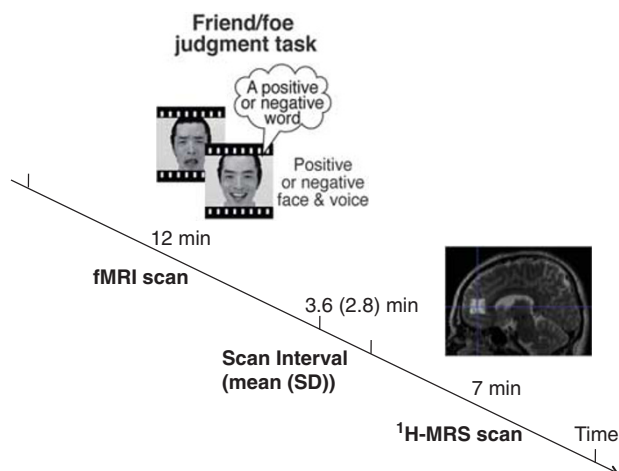 Friend/foe
judgment task
A positive
or negative
word
Positive
or negative
face & voice
12 min
fMRI scan
3.6 (2.8) min
Scan Interval
(mean (SD))
7 min
¹H-MRS scan
Time